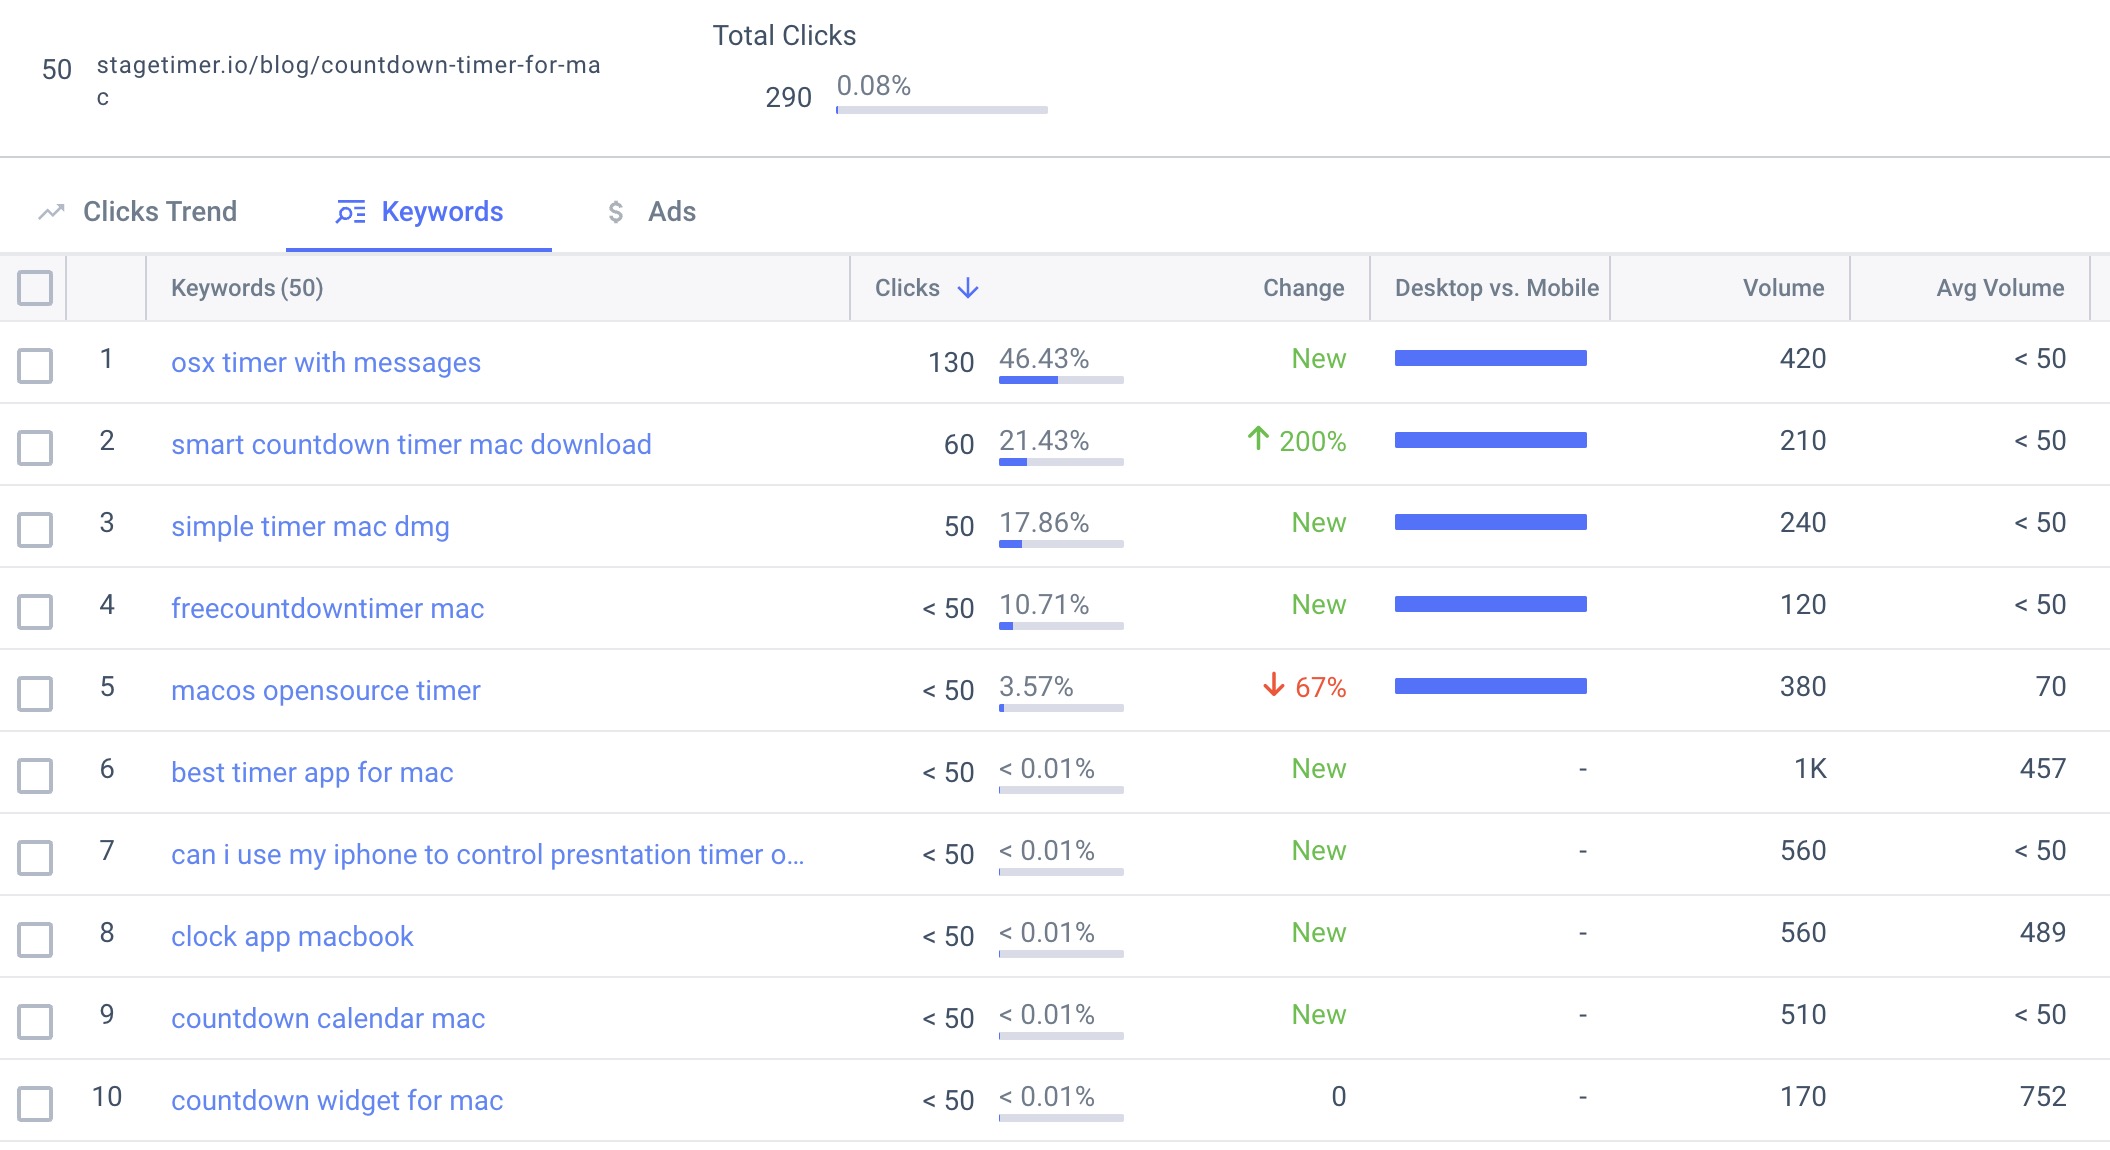 Total Clicks
50 stagetimer.io/blog/countdown-timer-for-ma
c
290 0.08%
Clicks Trend Keywords $ Ads
Keywords (50) Clicks Change Desktop vs. Mobile Volume Avg Volume
1 osx timer with messages 130 46.43% New 420 < 50
2 smart countdown timer mac download 60 21.43% 200% 210 < 50
3 simple timer mac dmg 50 17.86% New 240 < 50
4 freecountdowntimer mac < 50 10.71% New 120 < 50
5 macos opensource timer < 50 3.57% 67% 380 70
6 best timer app for mac < 50 < 0.01% New - 1K 457
7 can i use my iphone to control presntation timer o... < 50 < 0.01% New - 560 < 50
8 clock app macbook < 50 < 0.01% New - 560 489
9 countdown calendar mac < 50 < 0.01% New - 510 < 50
10 countdown widget for mac < 50 < 0.01% 0 - 170 752